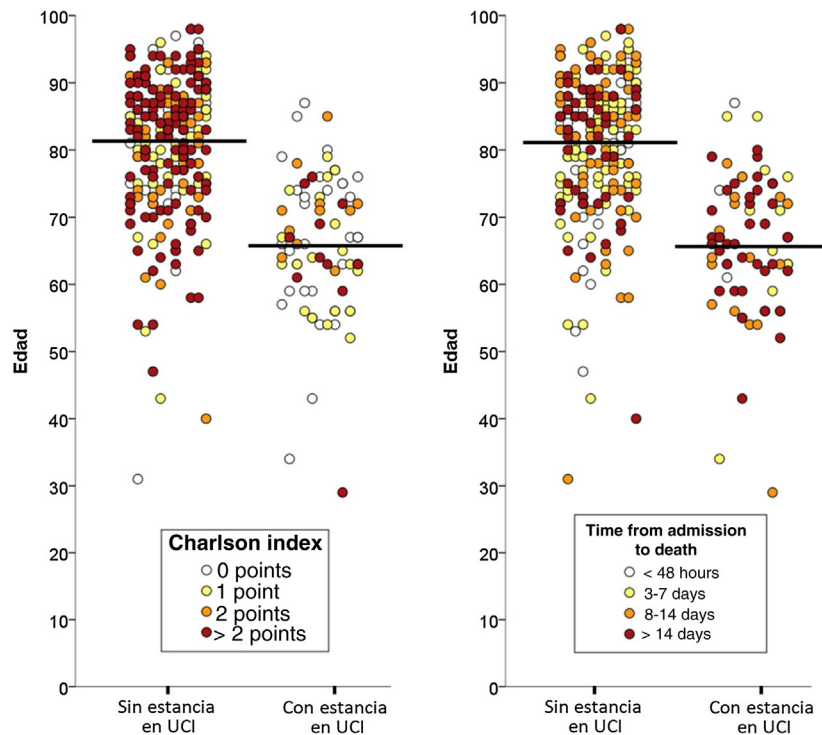 100
90
80
70
60
50
40
30
20
10
0
Edad
Charlson index
0 points
1 point
2 points
> 2 points
Sin estancia
en UCI
Con estancia
en UCI
100
90
80
70
60
50
40
30
20
10
0
Edad
Time from admission
to death
< 48 hours
3-7 days
8-14 days
> 14 days
Sin estancia
en UCI
Con estancia
en UCI